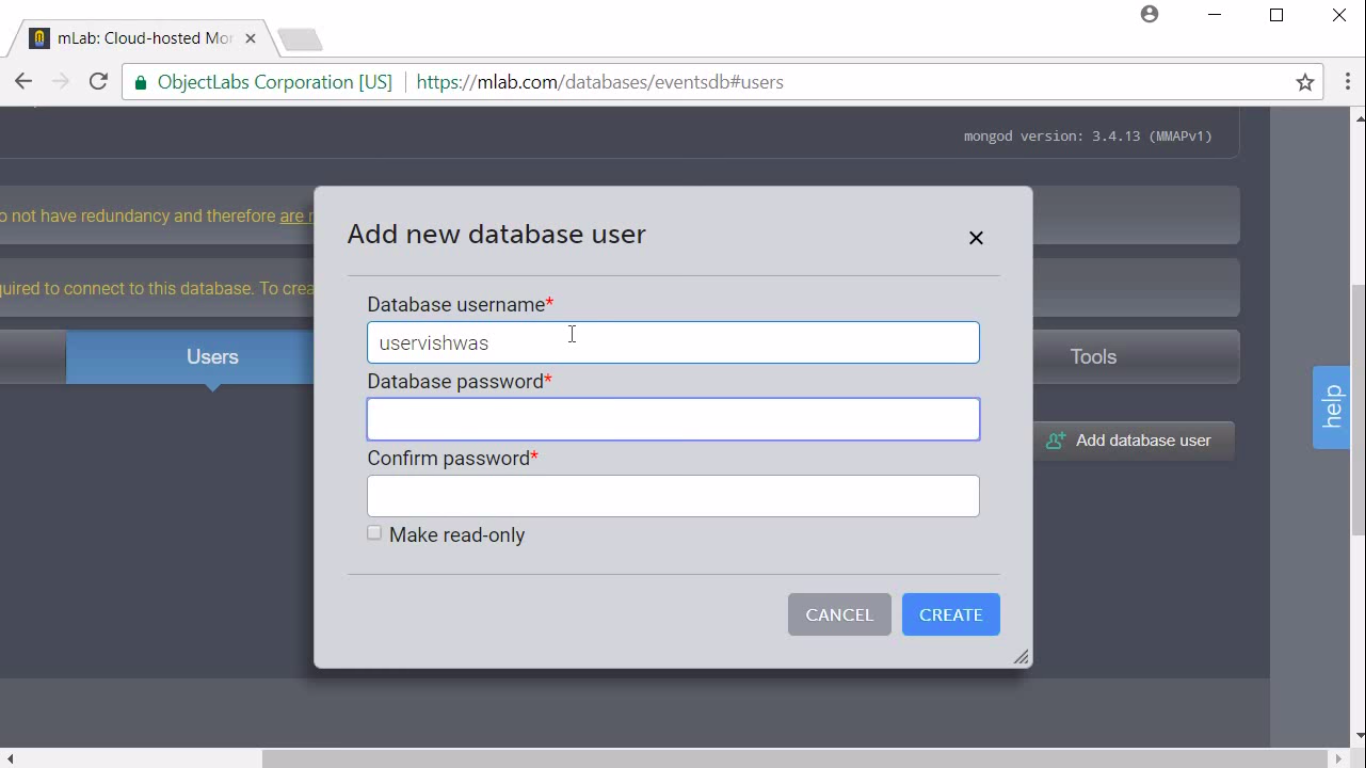 mLab: Cloud-hosted Mon
ObjectLabs Corporation [US] https://mlab.com/databases/eventsdb#users
mongod version: 3.4.13 (MMAPv1)
o not have redundancy and therefore are n
quired to connect to this database. To crea
Users
Tools
Add database user
help
Add new database user
Database username*
uservishwas
Database password*
Confirm password*
Make read-only
CANCEL CREATE